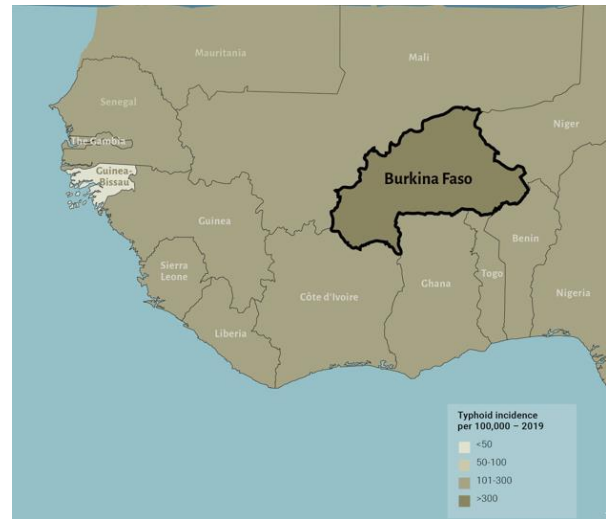 Mauritania
Mali
Senegal
Niger
The Gambia
Guinea-
Bissau
Burkina Faso
Guinea
Benin
Sierra
Leone
Togo
Ghana
Côte d'Ivoire
Nigeria
Liberia
Typhoid incidence
per 100,000 – 2019
<50
50-100
101-300
>300